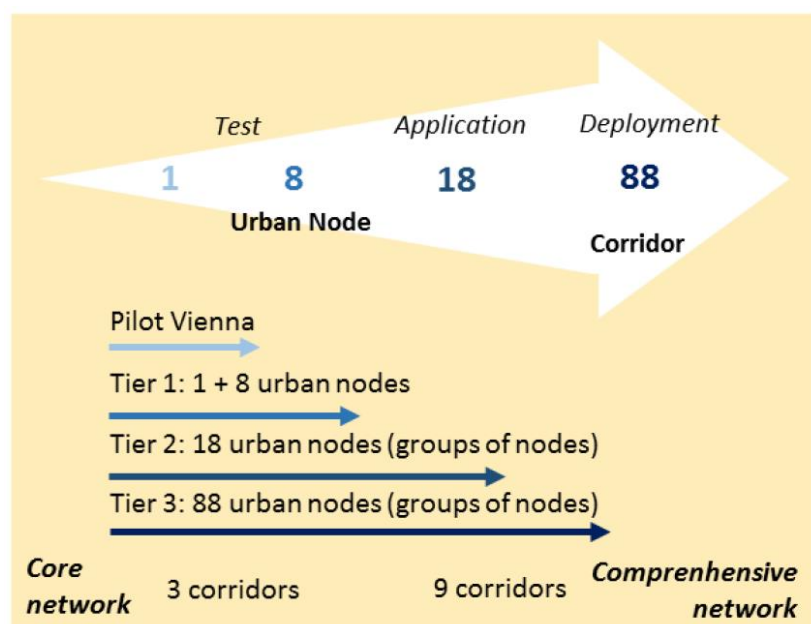 Test Application Deployment
1 8 18 88
Urban Node
Corridor
Pilot Vienna
Tier 1: 1 + 8 urban nodes
Tier 2: 18 urban nodes (groups of nodes)
Tier 3: 88 urban nodes (groups of nodes)
Core
network
3 corridors 9 corridors
Comprenhensive
network